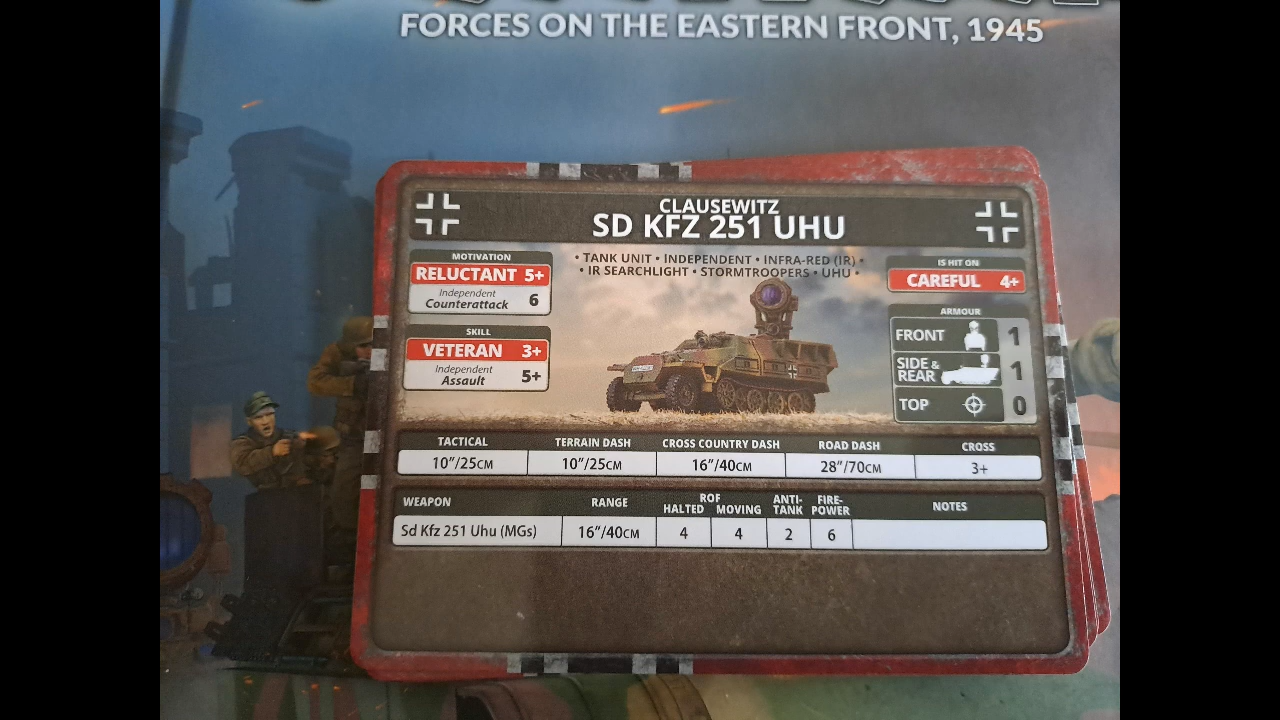 FORCES ON THE EASTERN FRONT, 1945
CLAUSEWITZ
SD KFZ 251 UHU
• TANK UNIT • INDEPENDENT • INFRA-RED (IR) •
• IR SEARCHLIGHT • STORMTROOPERS • UHU •
MOTIVATION
RELUCTANT 5+
Independent
Counterattack 6
SKILL
VETERAN 3+
Independent
Assault 5+
IS HIT ON
CAREFUL 4+
ARMOUR
FRONT 1
SIDE &
REAR 1
TOP 0
TACTICAL TERRAIN DASH CROSS COUNTRY DASH ROAD DASH CROSS
10"/25CM 10"/25CM 16"/40CM 28"/70CM 3+
WEAPON RANGE ROF HALTED MOVING ANTI-TANK FIRE-POWER NOTES
Sd Kfz 251 Uhu (MGs) 16"/40CM 4 4 2 6